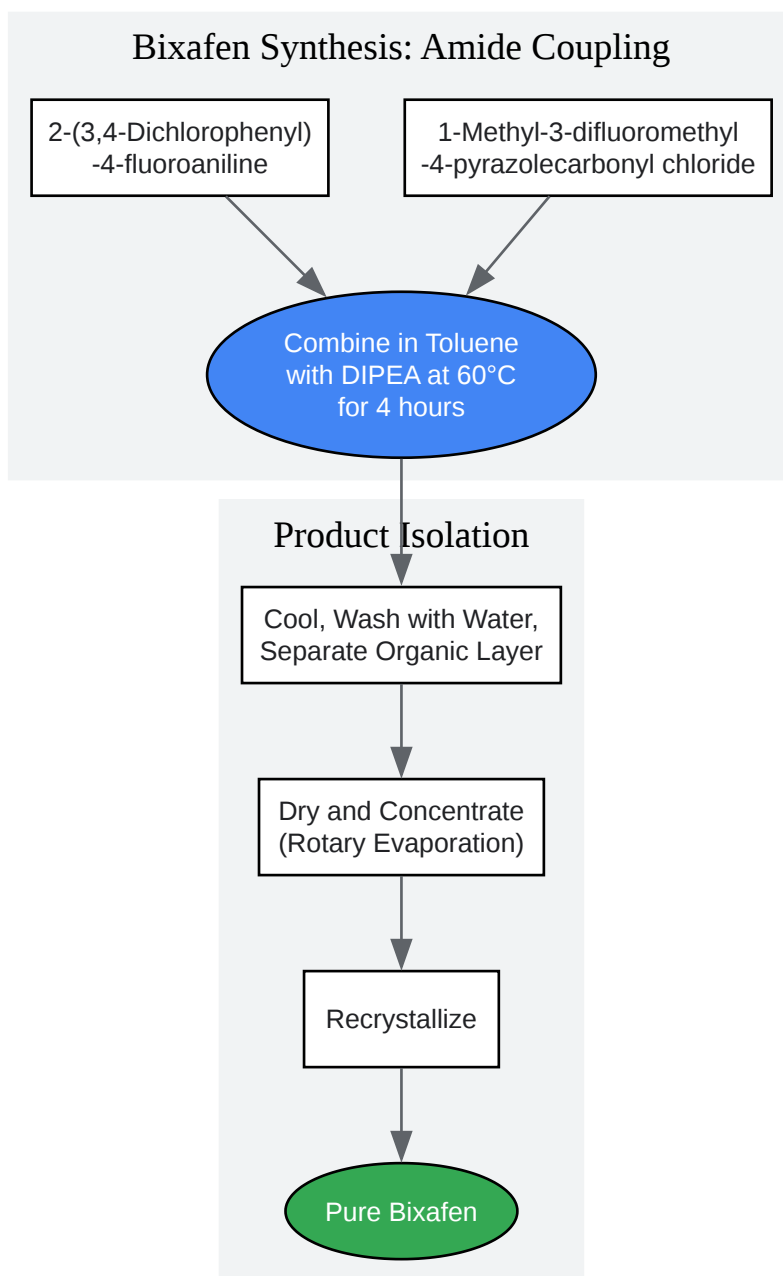 Bixafen Synthesis: Amide Coupling
2-(3,4-Dichlorophenyl)
-4-fluoroaniline
1-Methyl-3-difluoromethyl
-4-pyrazolecarbonyl chloride
Combine in Toluene
with DIPEA at 60°C
for 4 hours
Product Isolation
Cool, Wash with Water,
Separate Organic Layer
Dry and Concentrate
(Rotary Evaporation)
Recrystallize
Pure Bixafen